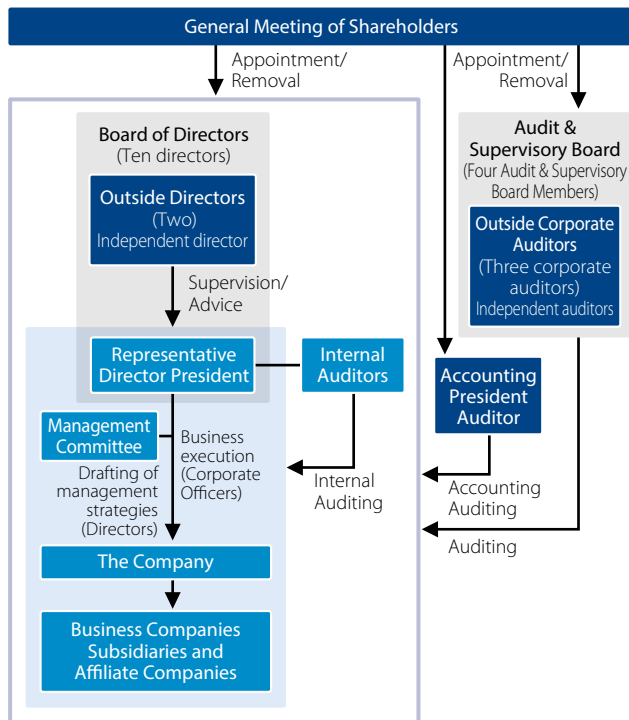 General Meeting of Shareholders
Appointment/
Removal
Appointment/
Removal
Board of Directors
(Ten directors)
Outside Directors
(Two)
Independent director
Supervision/
Advice
Audit &
Supervisory Board
(Four Audit & Supervisory
Board Members)
Outside Corporate
Auditors
(Three corporate
auditors)
Independent auditors
Representative
Director President
Internal
Auditors
Accounting
President
Auditor
Management
Committee
Business
execution
(Corporate
Officers)
Drafting of
management
strategies
(Directors)
Internal
Auditing
Accounting
Auditing
Auditing
The Company
Business Companies
Subsidiaries and
Affiliate Companies